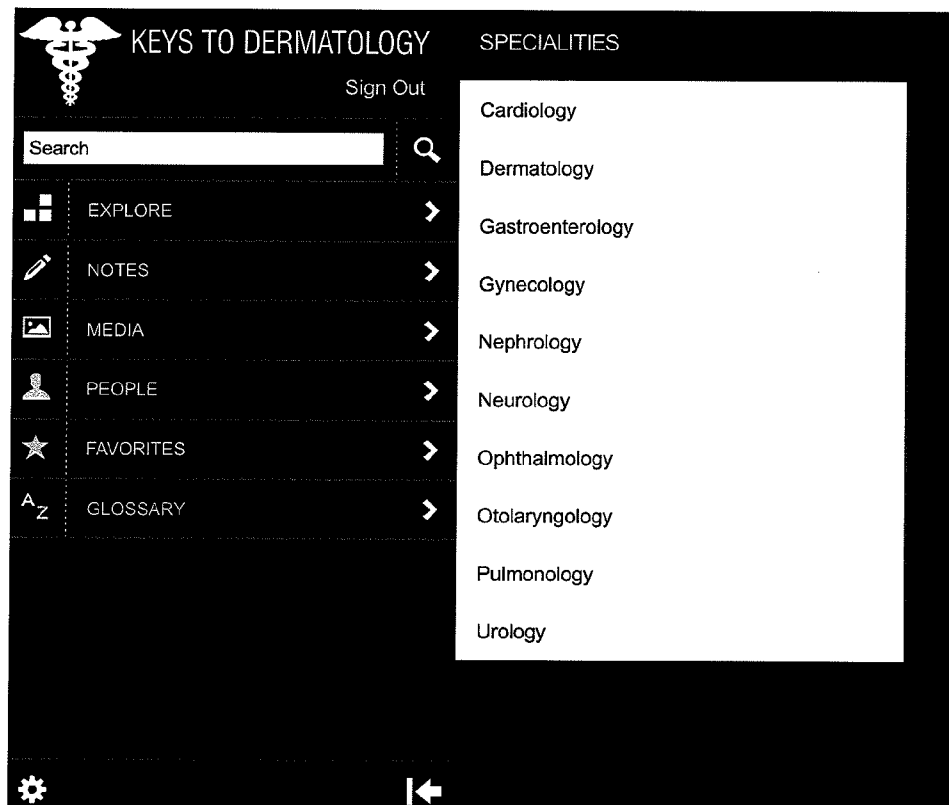 KEYS TO DERMATOLOGY
Sign Out
Search
EXPLORE
NOTES
MEDIA
PEOPLE
FAVORITES
A Z GLOSSARY
SPECIALITIES
Cardiology
Dermatology
Gastroenterology
Gynecology
Nephrology
Neurology
Ophthalmology
Otolaryngology
Pulmonology
Urology